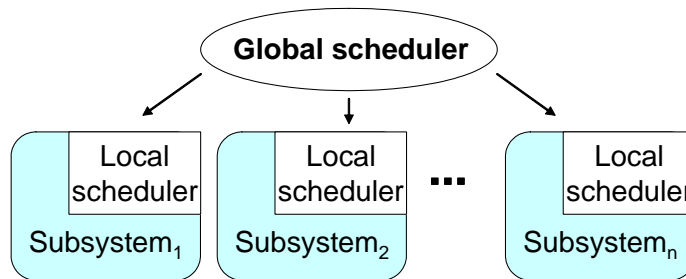 Global scheduler
Local
scheduler
Subsystem₁
Local
scheduler
Subsystem₂
...
Local
scheduler
Subsystemₙ